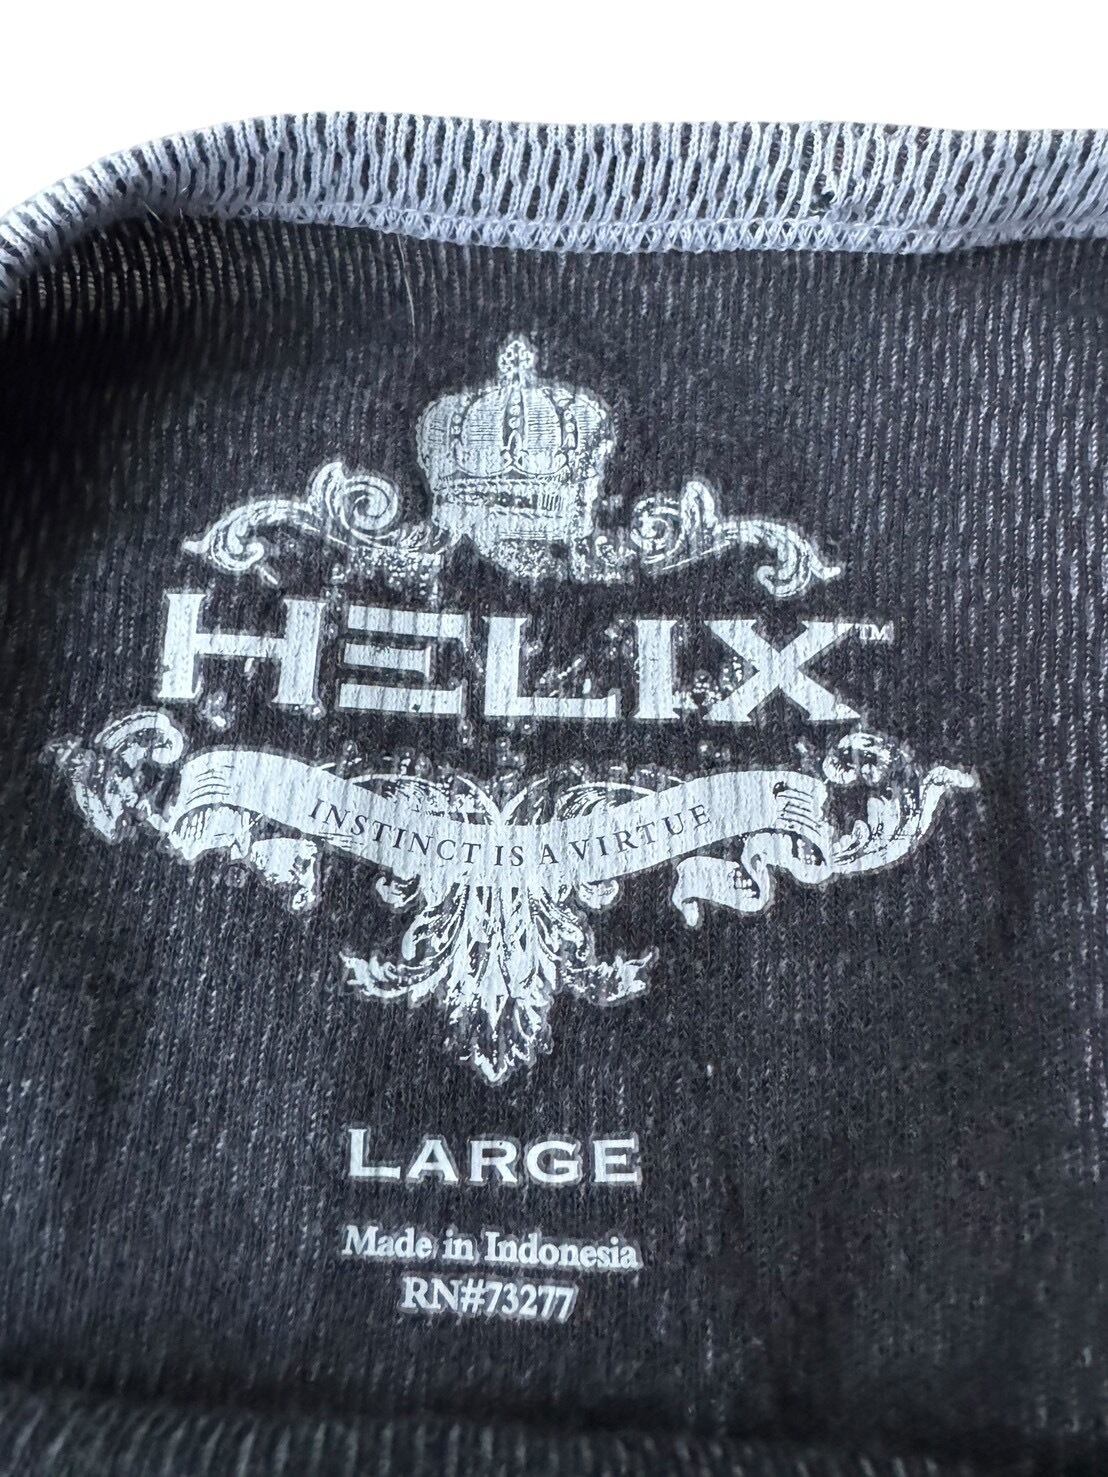 HELIX™
INSTINCT IS A VIRTUE
LARGE
Made in Indonesia
RN#73277